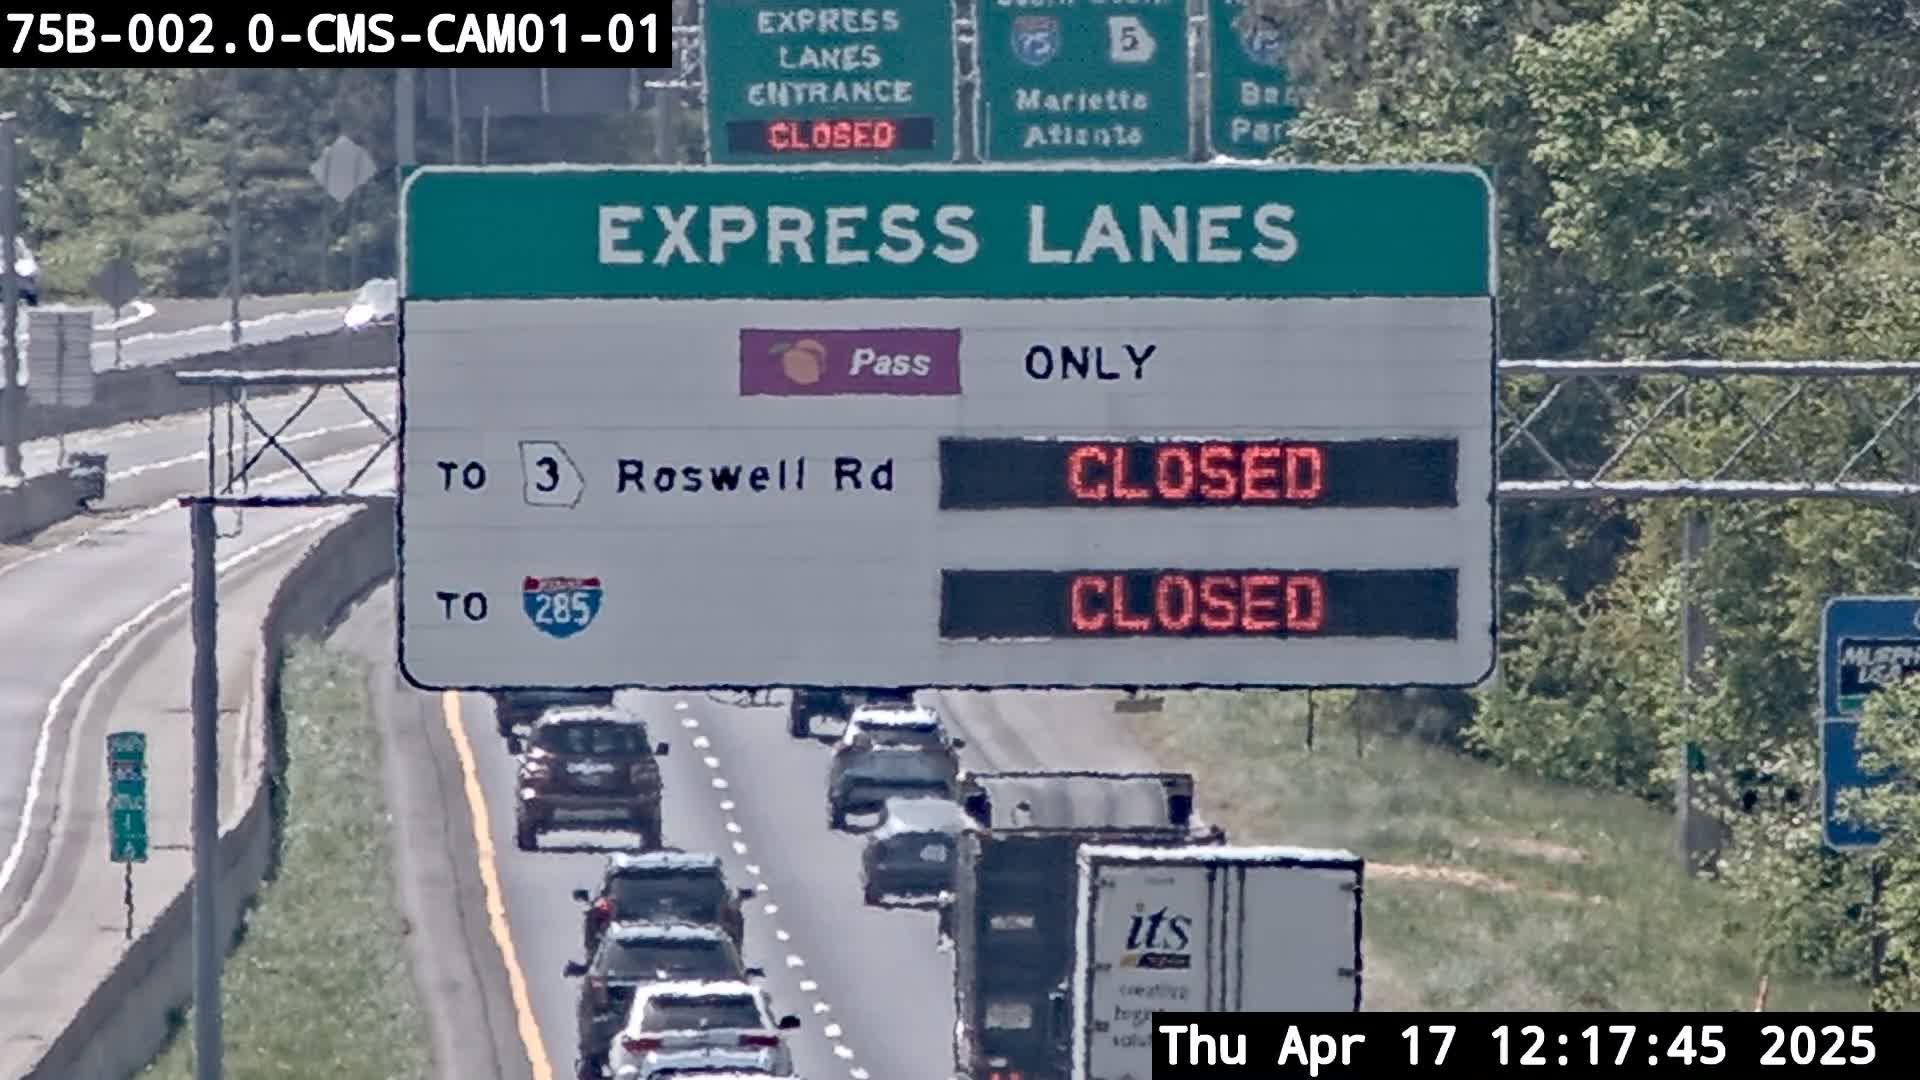 75B-002.0-CMS-CAM01-01
EXPRESS
LANES
ENTRANCE
CLOSED
75 5
Marietta
Atlanta
EXPRESS LANES
Pass ONLY
TO 3 Roswell Rd CLOSED
TO 285 CLOSED
its
creative
Thu Apr 17 12:17:45 2025